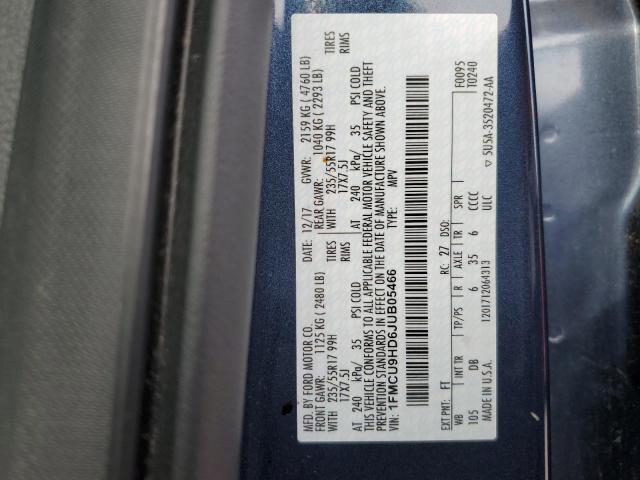 MFD. BY FORD MOTOR CO.
DATE: 12/17
GVWR: 2159 KG ( 4760 LB)
FRONT GAWR: 1125 KG ( 2480 LB)
REAR GAWR: 1040 KG ( 2293 LB)
WITH 235/55R17 99H TIRES
WITH 235/55R17 99H TIRES
17X7.5J RIMS
17X7.5J RIMS
AT 240 kPa/ 35 PSI COLD
AT 240 kPa/ 35 PSI COLD
THIS VEHICLE CONFORMS TO ALL APPLICABLE FEDERAL MOTOR VEHICLE SAFETY AND THEFT
PREVENTION STANDARDS IN EFFECT ON THE DATE OF MANUFACTURE SHOWN ABOVE.
VIN: 1FMCU9HD6JUB05466
TYPE: MPV
F0095
T0240
EXT PNT: FT RC: 27 DSO:
WB INT TR TP/PS R AXLE TR SPR
105 DB 6 35 6 CCCC
MADE IN U.S.A. 1201712064313 ULC
▽ 5U5A-3520472-AA